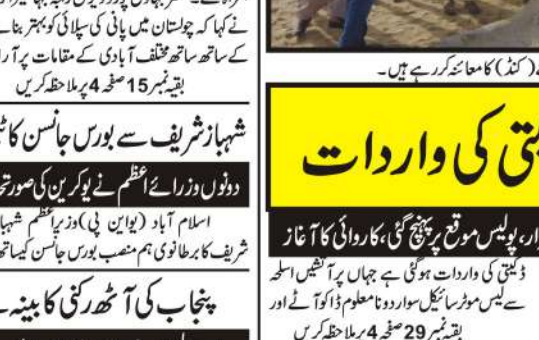 نے کہا کہ چولستان میں پانی کی سپلائی کو بہتر بنانے
کے ساتھ ساتھ مختلف آبادی کے مقامات پر آرا
بقیہ نمبر 15 صفحہ 4 پر ملاحظہ کریں
شہباز شریف سے بورس جانسن کا
دونوں وزرائے اعظم نے یوکرین کی
اسلام آباد (یو این پی) وزیراعظم شہباز
شریف کا برطانوی ہم منصب بورس جانسن کیساتھ
پنجاب کی آٹھ رکنی کابینہ
(کنڈ) کا معائنہ کر رہے ہیں۔
کی واردات
پولیس موقع پر پہنچ گئی، کاروائی کا آغاز
ڈکیتی کی واردات ہوگئی ہے جہاں پر آتشیں اسلحہ
سے لیس موٹر سائیکل سوار دو نامعلوم ڈاکو آئے اور
بقیہ نمبر 29 صفحہ 4 پر ملاحظہ کریں